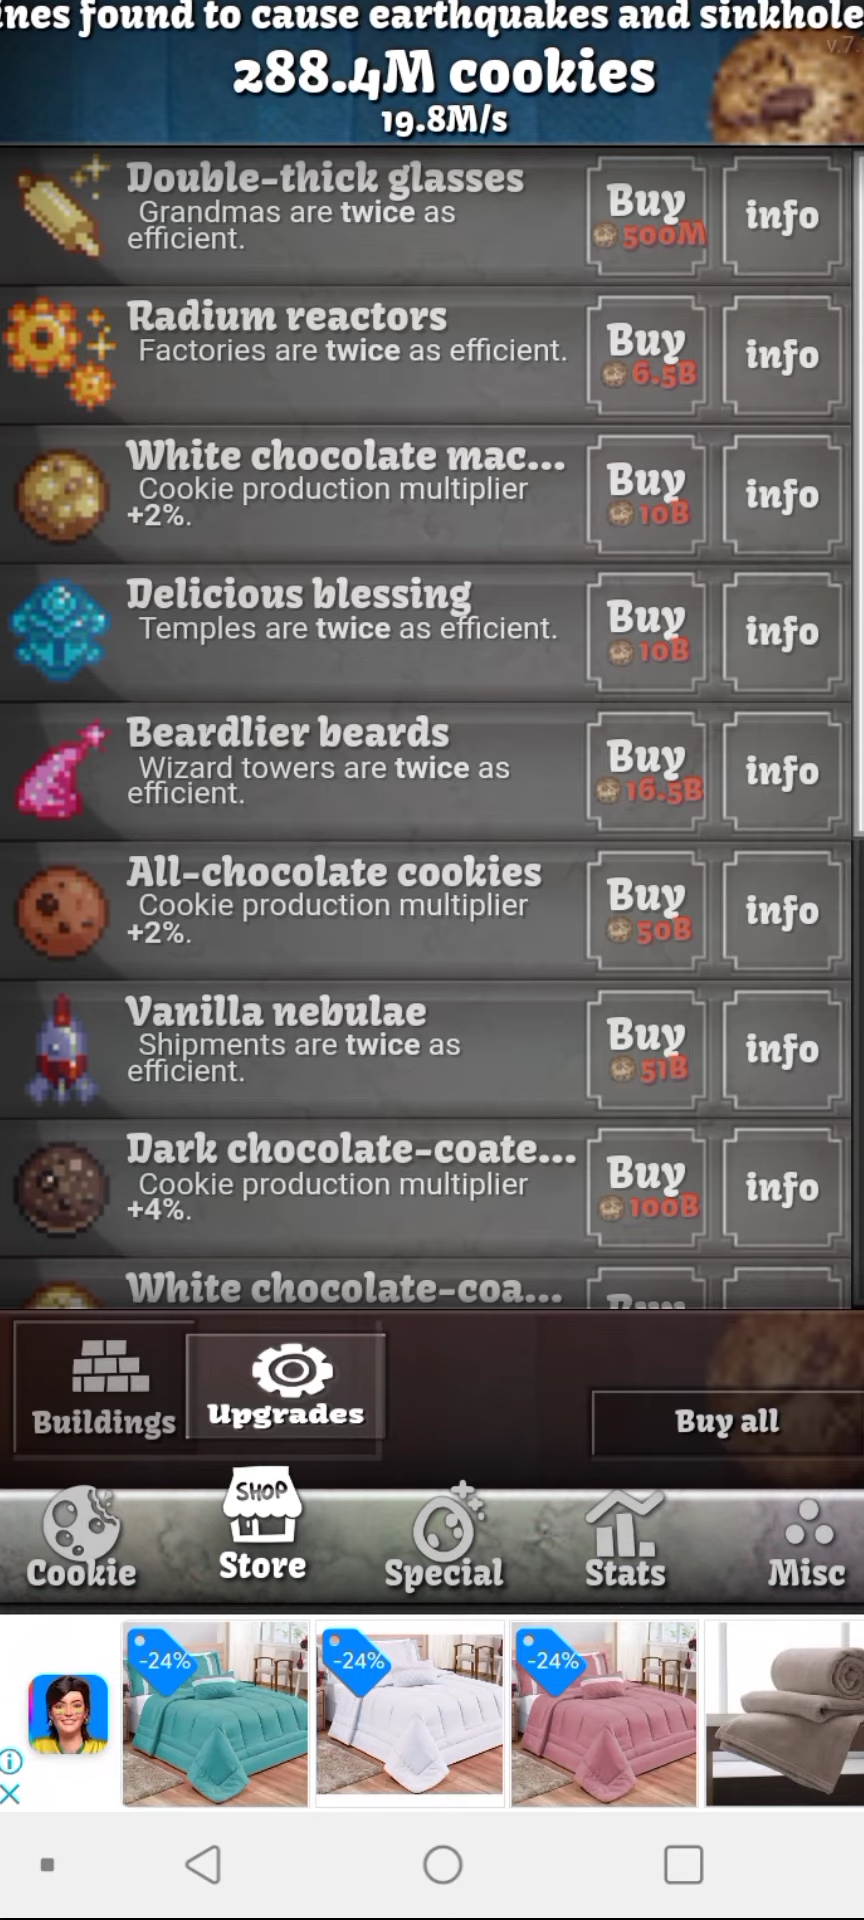 ines found to cause earthquakes and sinkhole
v.7.
288.4M cookies
19.8M/s
Double-thick glasses
Grandmas are twice as
efficient.
Buy
500M
info
Radium reactors
Factories are twice as efficient.
Buy
6.5B
info
White chocolate mac...
Cookie production multiplier
+2%.
Buy
10B
info
Delicious blessing
Temples are twice as efficient.
Buy
10B
info
Beardlier beards
Wizard towers are twice as
efficient.
Buy
16.5B
info
All-chocolate cookies
Cookie production multiplier
+2%.
Buy
50B
info
Vanilla nebulae
Shipments are twice as
efficient.
Buy
51B
info
Dark chocolate-coate...
Cookie production multiplier
+4%.
Buy
100B
info
White chocolate-coa...
Buy
Buildings
Upgrades
Buy all
SHOP
Cookie
Store
Special
Stats
Misc
-24%
-24%
-24%